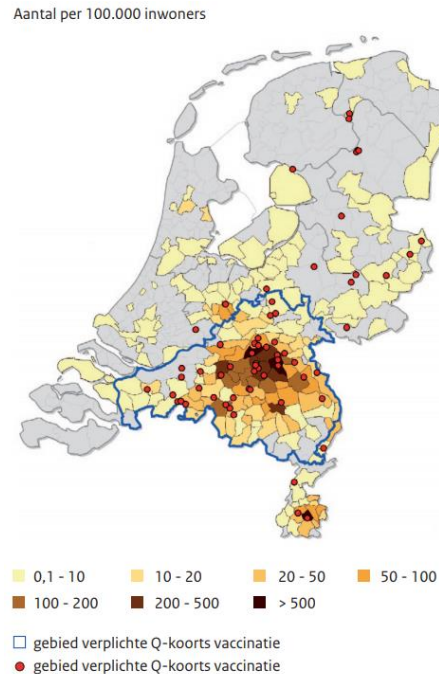 Aantal per 100.000 inwoners
0,1 - 10
10 - 20
20 - 50
50 - 100
100 - 200
200 - 500
> 500
gebied verplichte Q-koorts vaccinatie
gebied verplichte Q-koorts vaccinatie